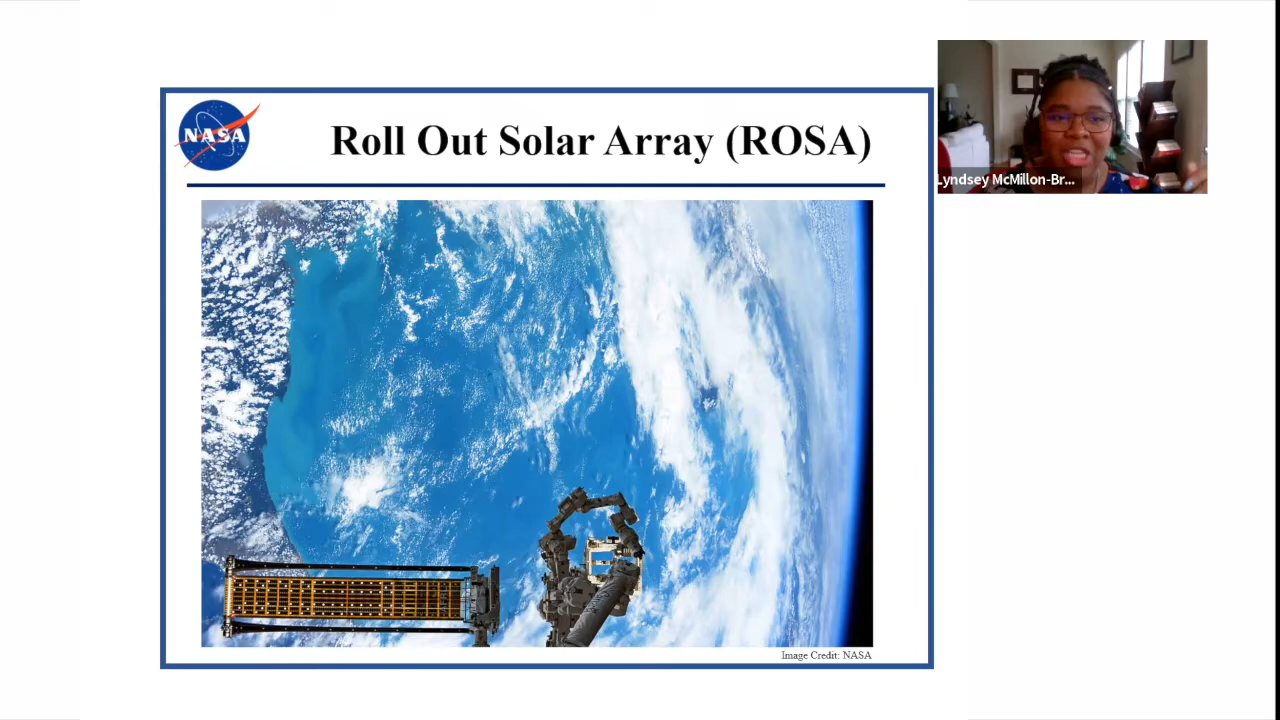 NASA
Roll Out Solar Array (ROSA)
Lyndsey McMillon-Br...
Image Credit: NASA